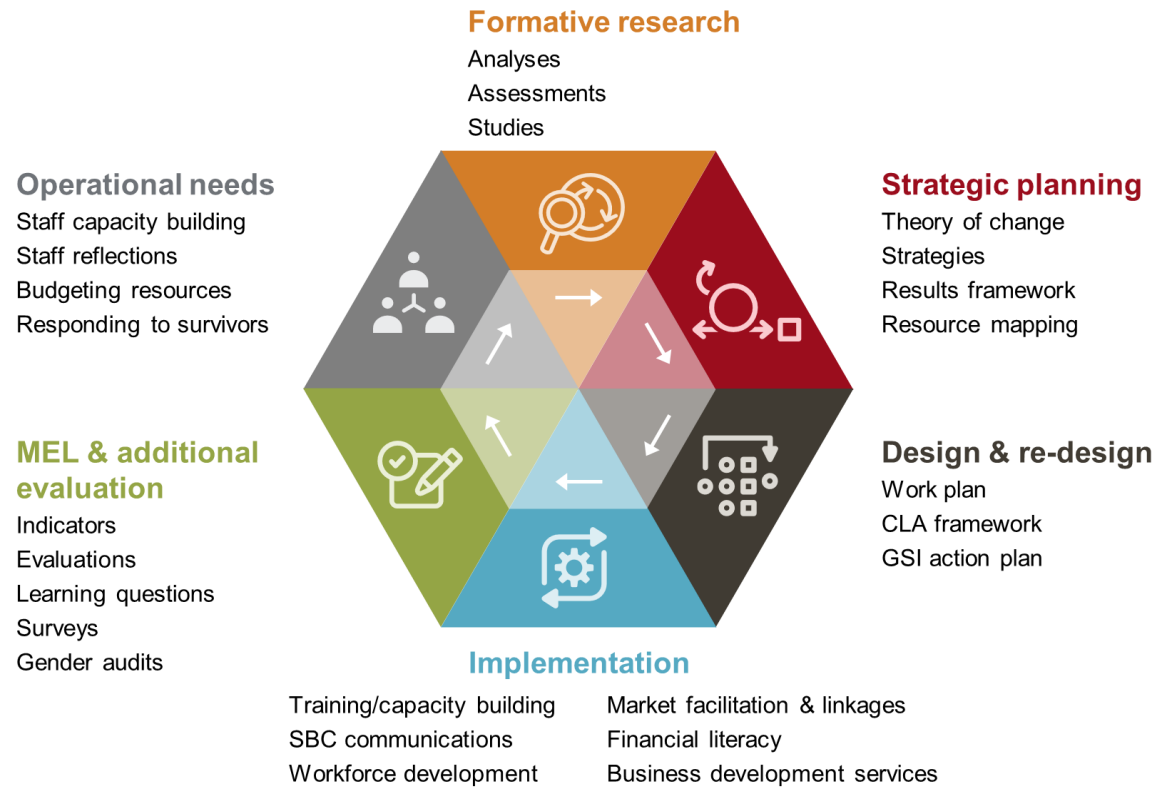 Formative research
Analyses
Assessments
Studies
Operational needs
Staff capacity building
Staff reflections
Budgeting resources
Responding to survivors
Strategic planning
Theory of change
Strategies
Results framework
Resource mapping
MEL & additional
evaluation
Indicators
Evaluations
Learning questions
Surveys
Gender audits
Design & re-design
Work plan
CLA framework
GSI action plan
Implementation
Training/capacity building
SBC communications
Workforce development
Market facilitation & linkages
Financial literacy
Business development services